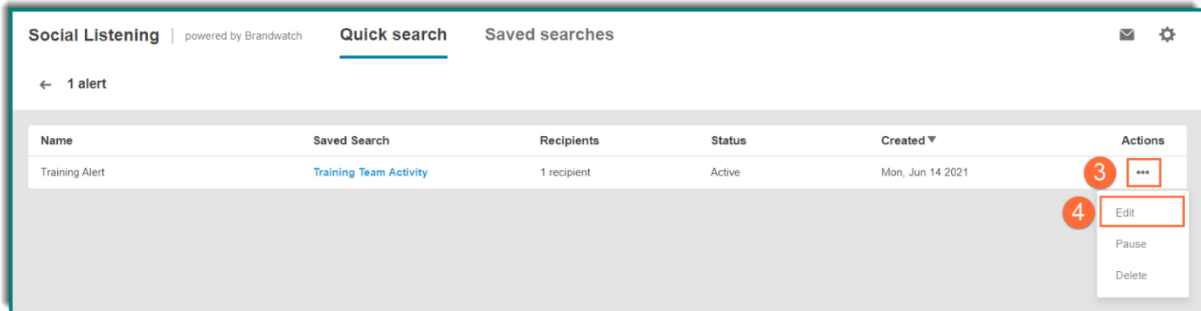 Social Listening | powered by Brandwatch Quick search Saved searches
← 1 alert
Name Saved Search Recipients Status Created▼ Actions
Training Alert Training Team Activity 1 recipient Active Mon, Jun 14 2021 3 •••
4 Edit
Pause
Delete